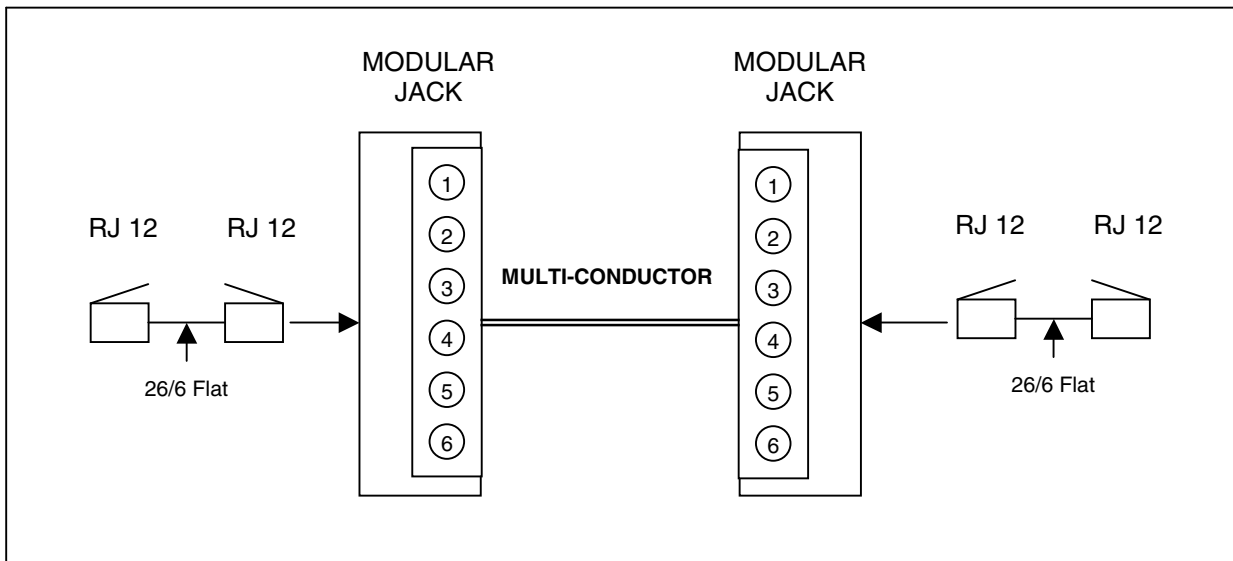 MODULAR
JACK
MODULAR
JACK
RJ 12
RJ 12
26/6 Flat
1
2
3
4
5
6
MULTI-CONDUCTOR
1
2
3
4
5
6
RJ 12
RJ 12
26/6 Flat